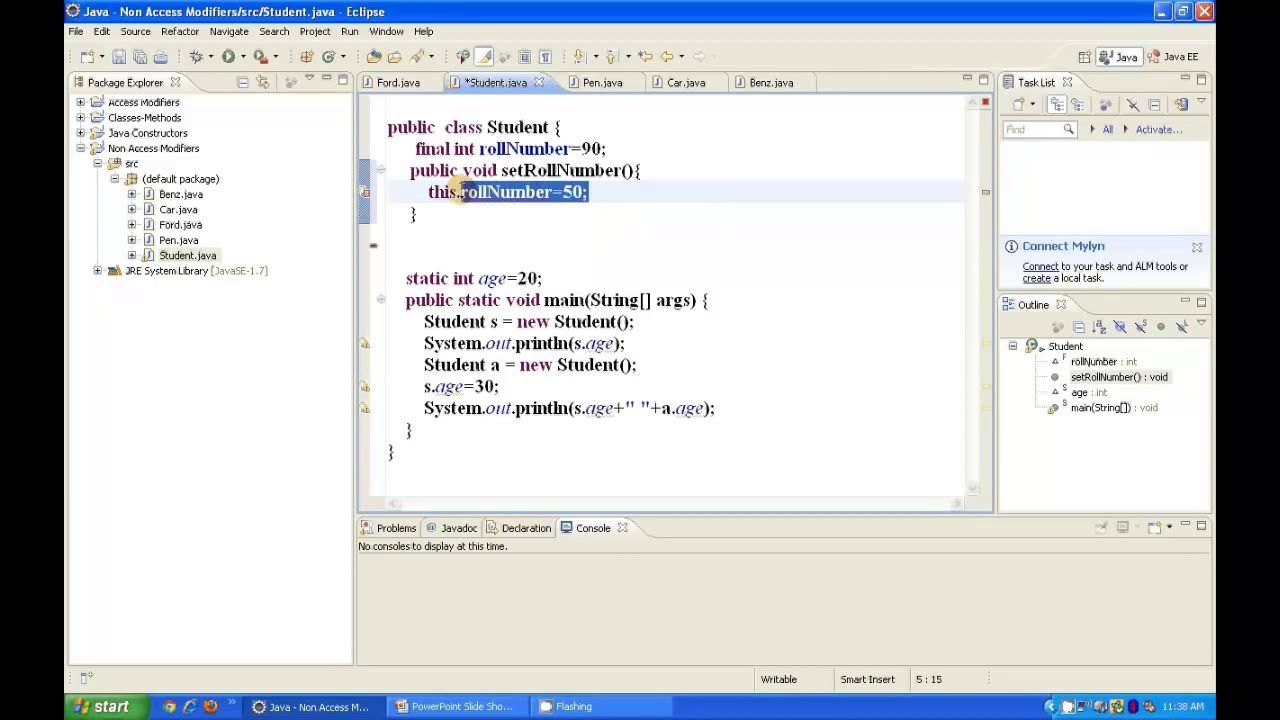 Java - Non Access Modifiers/src/Student.java - Eclipse
File Edit Source Refactor Navigate Search Project Run Window Help
Java Java EE
Package Explorer
Ford.java *Student.java Pen.java Car.java Benz.java
Task List
Access Modifiers
Classes-Methods
Java Constructors
Non Access Modifiers
src
(default package)
Benz.java
Car.java
Ford.java
Pen.java
Student.java
JRE System Library [JavaSE-1.7]
public class Student {
final int rollNumber=90;
public void setRollNumber(){
this.rollNumber=50;
}
static int age=20;
public static void main(String[] args) {
Student s = new Student();
System.out.println(s.age);
Student a = new Student();
s.age=30;
System.out.println(s.age+" "+a.age);
}
}
Find All Activate...
Connect Mylyn
Connect to your task and ALM tools or
create a local task.
Outline
Student
rollNumber : int
setRollNumber() : void
age : int
main(String[]) : void
Problems Javadoc Declaration Console
No consoles to display at this time.
Writable Smart Insert 5 : 15
start Java - Non Access M... PowerPoint Slide Sho... Flashing 11:38 AM